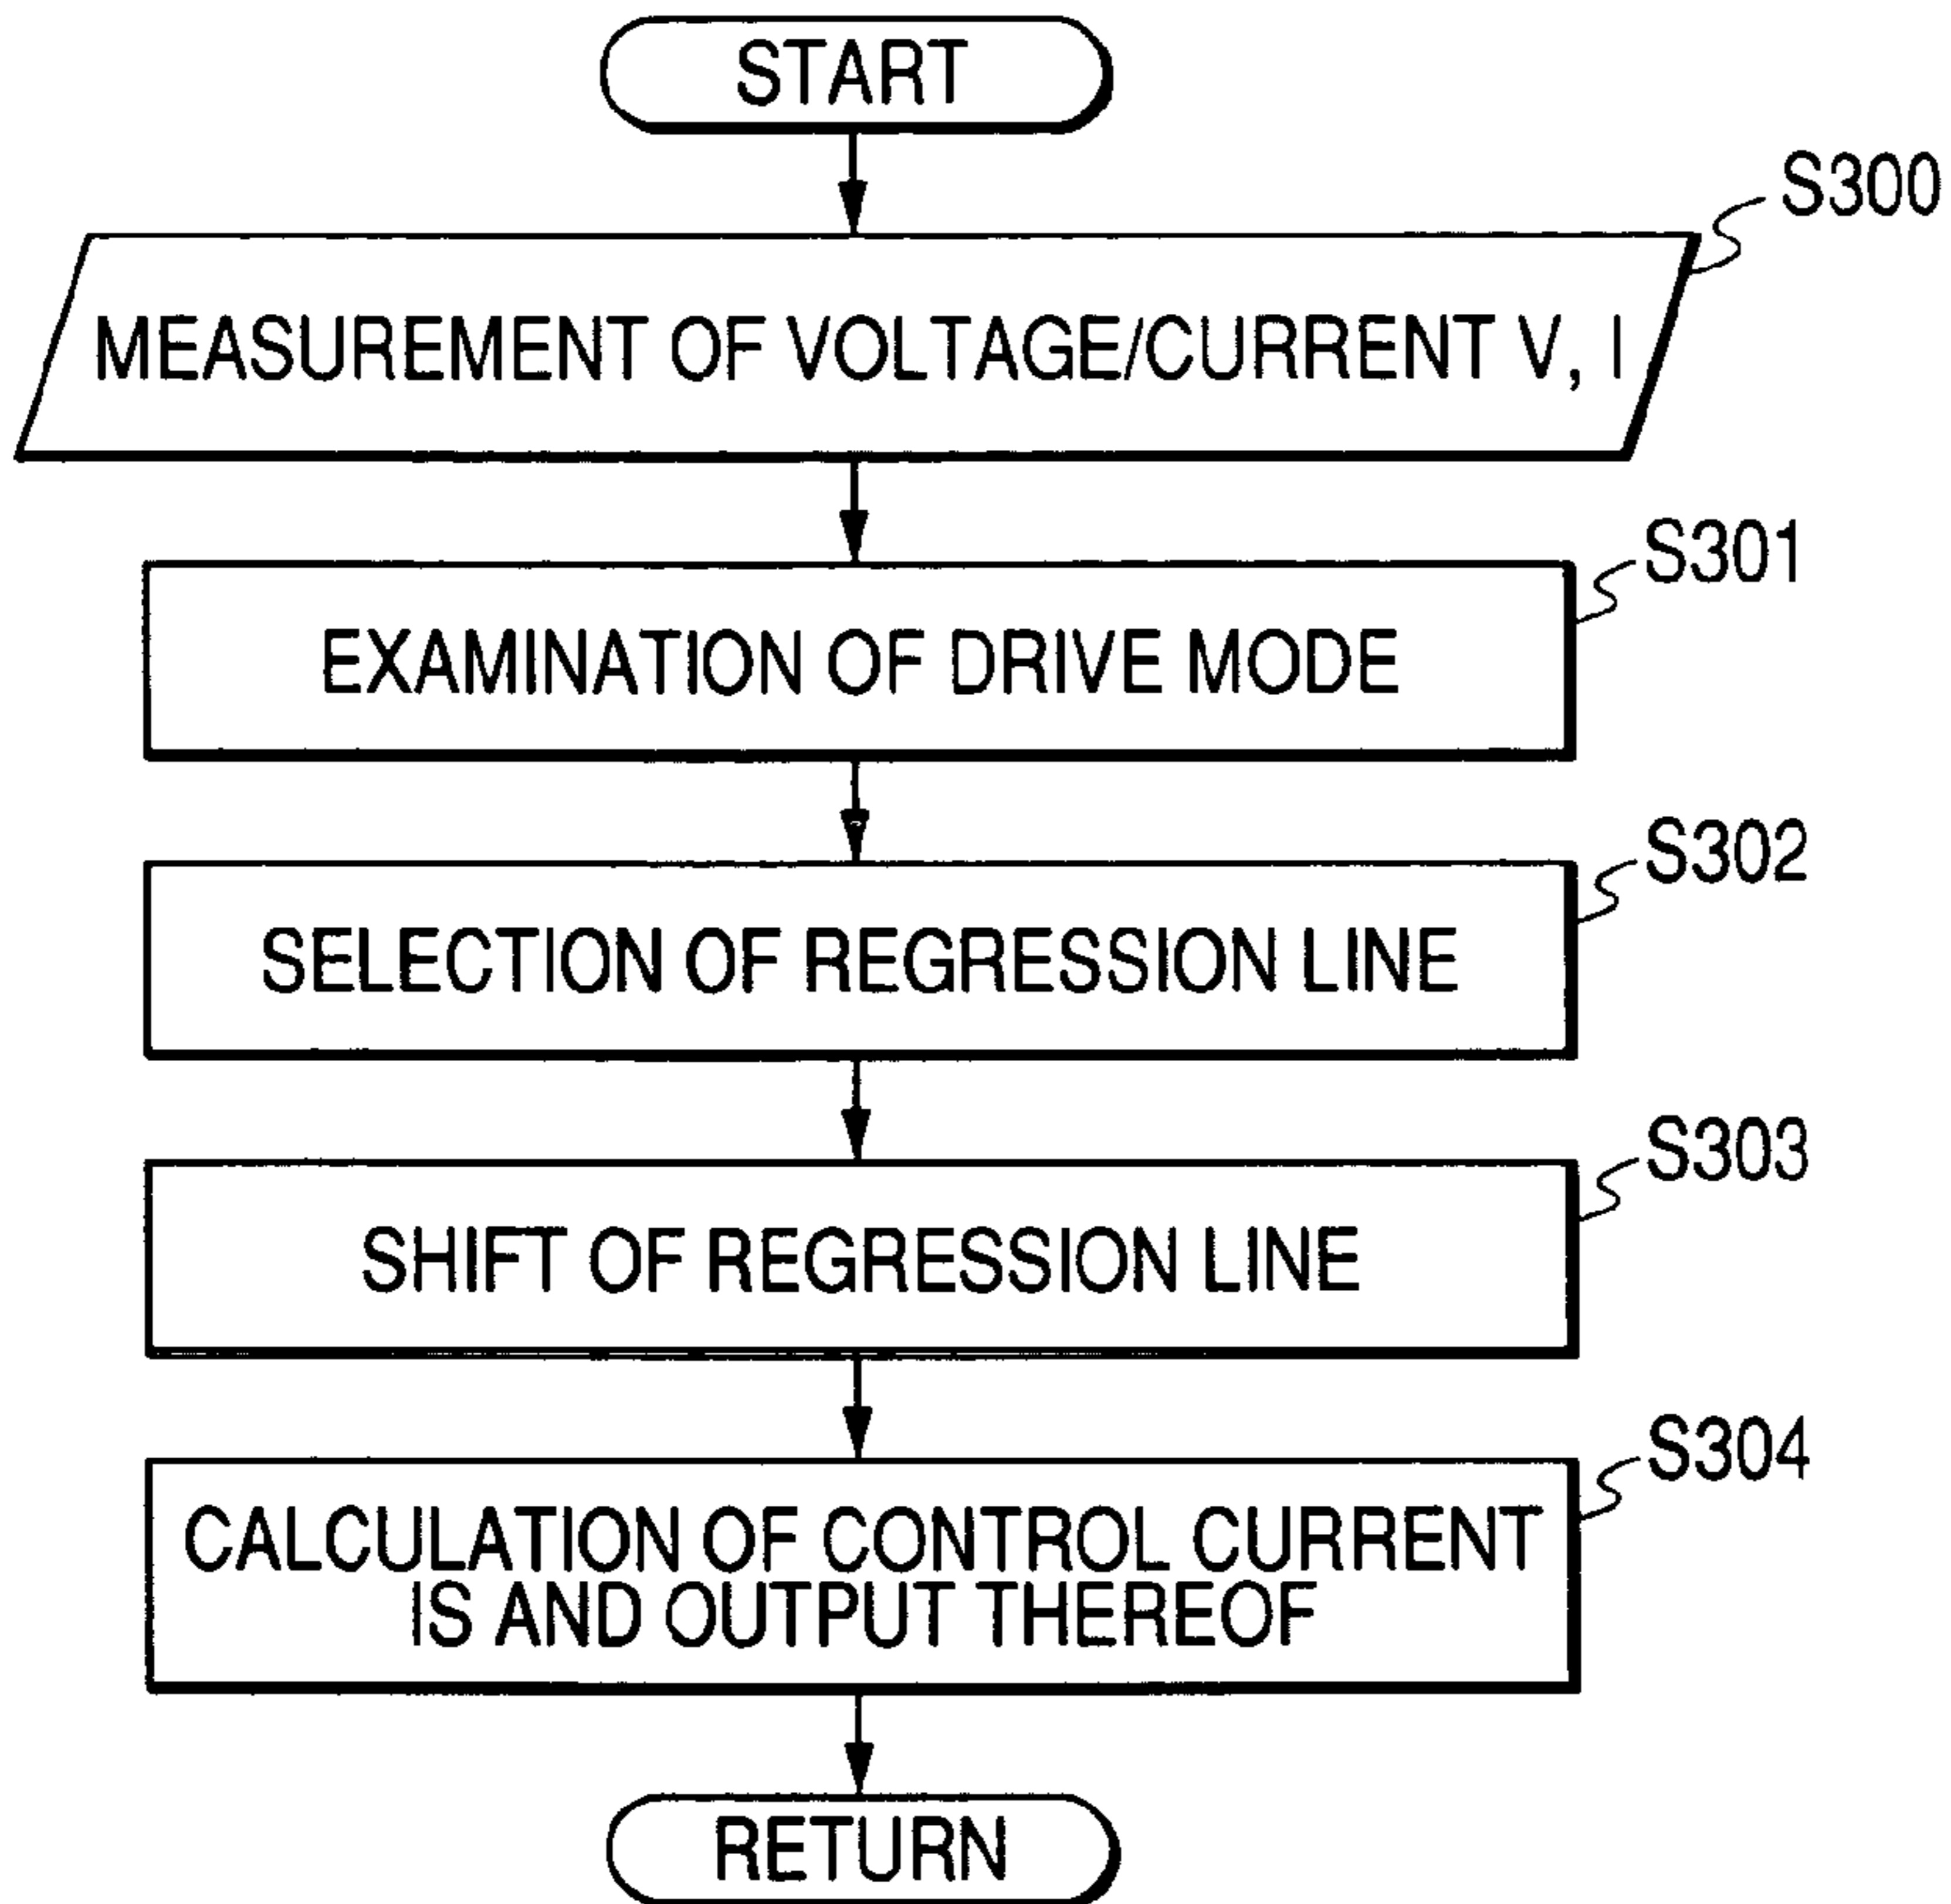 START
S300
MEASUREMENT OF VOLTAGE/CURRENT V, I
S301
EXAMINATION OF DRIVE MODE
S302
SELECTION OF REGRESSION LINE
S303
SHIFT OF REGRESSION LINE
S304
CALCULATION OF CONTROL CURRENT
IS AND OUTPUT THEREOF
RETURN